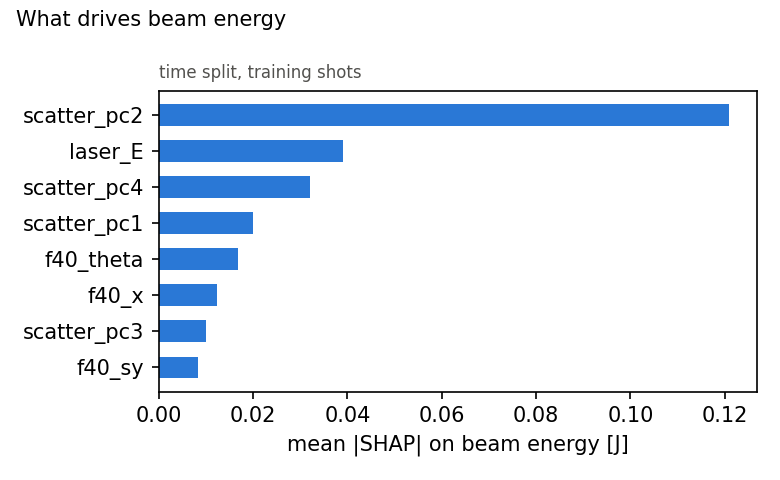 What drives beam energy
time split, training shots
scatter_pc2
laser_E
scatter_pc4
scatter_pc1
f40_theta
f40_x
scatter_pc3
f40_sy
0.00 0.02 0.04 0.06 0.08 0.10 0.12
mean |SHAP| on beam energy [J]